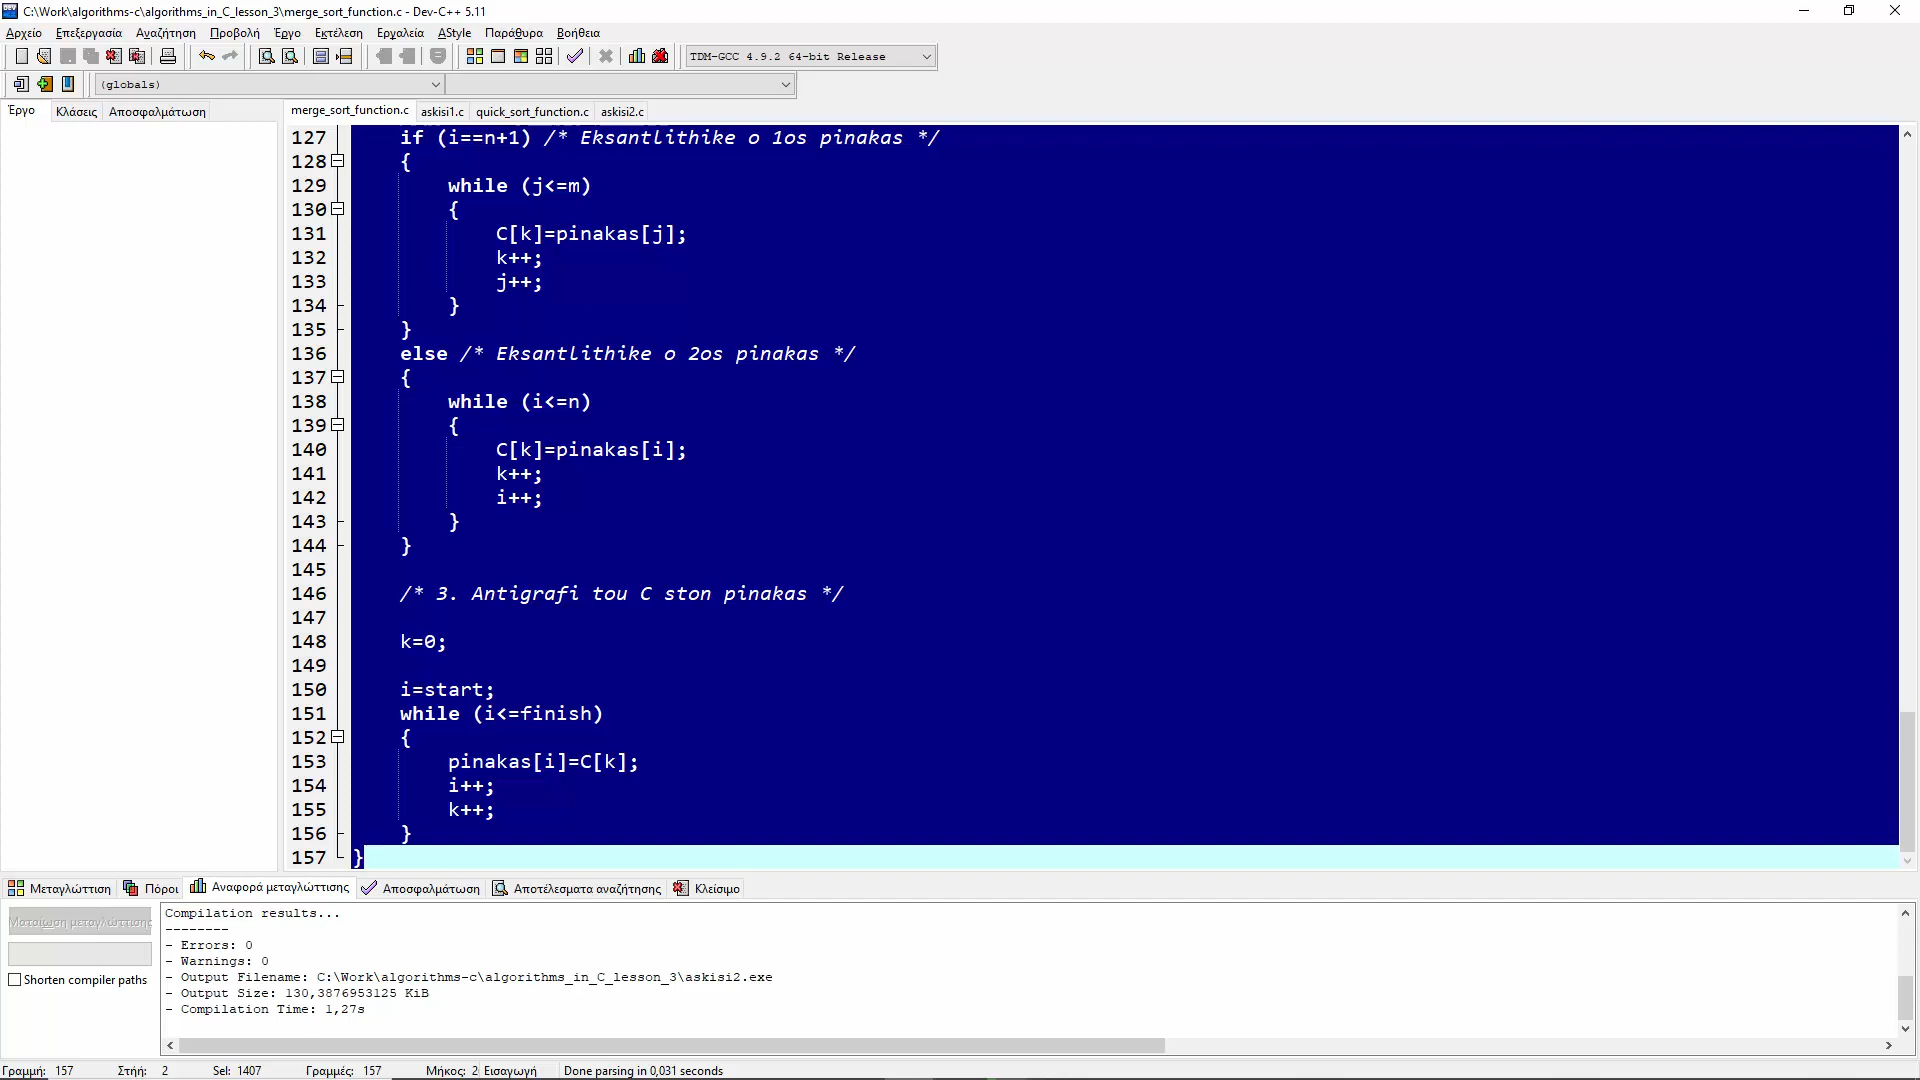 C:\Work\algorithms-c\algorithms_in_C_lesson_3\merge_sort_function.c - Dev-C++ 5.11
Αρχείο Επεξεργασία Αναζήτηση Προβολή Έργο Εκτέλεση Εργαλεία AStyle Παράθυρα Βοήθεια
TDM-GCC 4.9.2 64-bit Release
(globals)
Έργο Κλάσεις Αποσφαλμάτωση merge_sort_function.c askisi1.c quick_sort_function.c askisi2.c
127 if (i==n+1) /* Eksantlithike o 1os pinakas */
128 {
129 while (j<=m)
130 {
131 C[k]=pinakas[j];
132 k++;
133 j++;
134 }
135 }
136 else /* Eksantlithike o 2os pinakas */
137 {
138 while (i<=n)
139 {
140 C[k]=pinakas[i];
141 k++;
142 i++;
143 }
144 }
145
146 /* 3. Antigrafi tou C ston pinakas */
147
148 k=0;
149
150 i=start;
151 while (i<=finish)
152 {
153 pinakas[i]=C[k];
154 i++;
155 k++;
156 }
157 }
Μεταγλώττιση Πόροι Αναφορά μεταγλώττισης Αποσφαλμάτωση Αποτέλεσματα αναζήτησης Κλείσιμο
Ματαίωση μεταγλώττισης
Shorten compiler paths
Compilation results...
--------
- Errors: 0
- Warnings: 0
- Output Filename: C:\Work\algorithms-c\algorithms_in_C_lesson_3\askisi2.exe
- Output Size: 130,3876953125 KiB
- Compilation Time: 1,27s
Γραμμή: 157 Στήή: 2 Sel: 1407 Γραμμές: 157 Μήκος: 2 Εισαγωγή Done parsing in 0,031 seconds